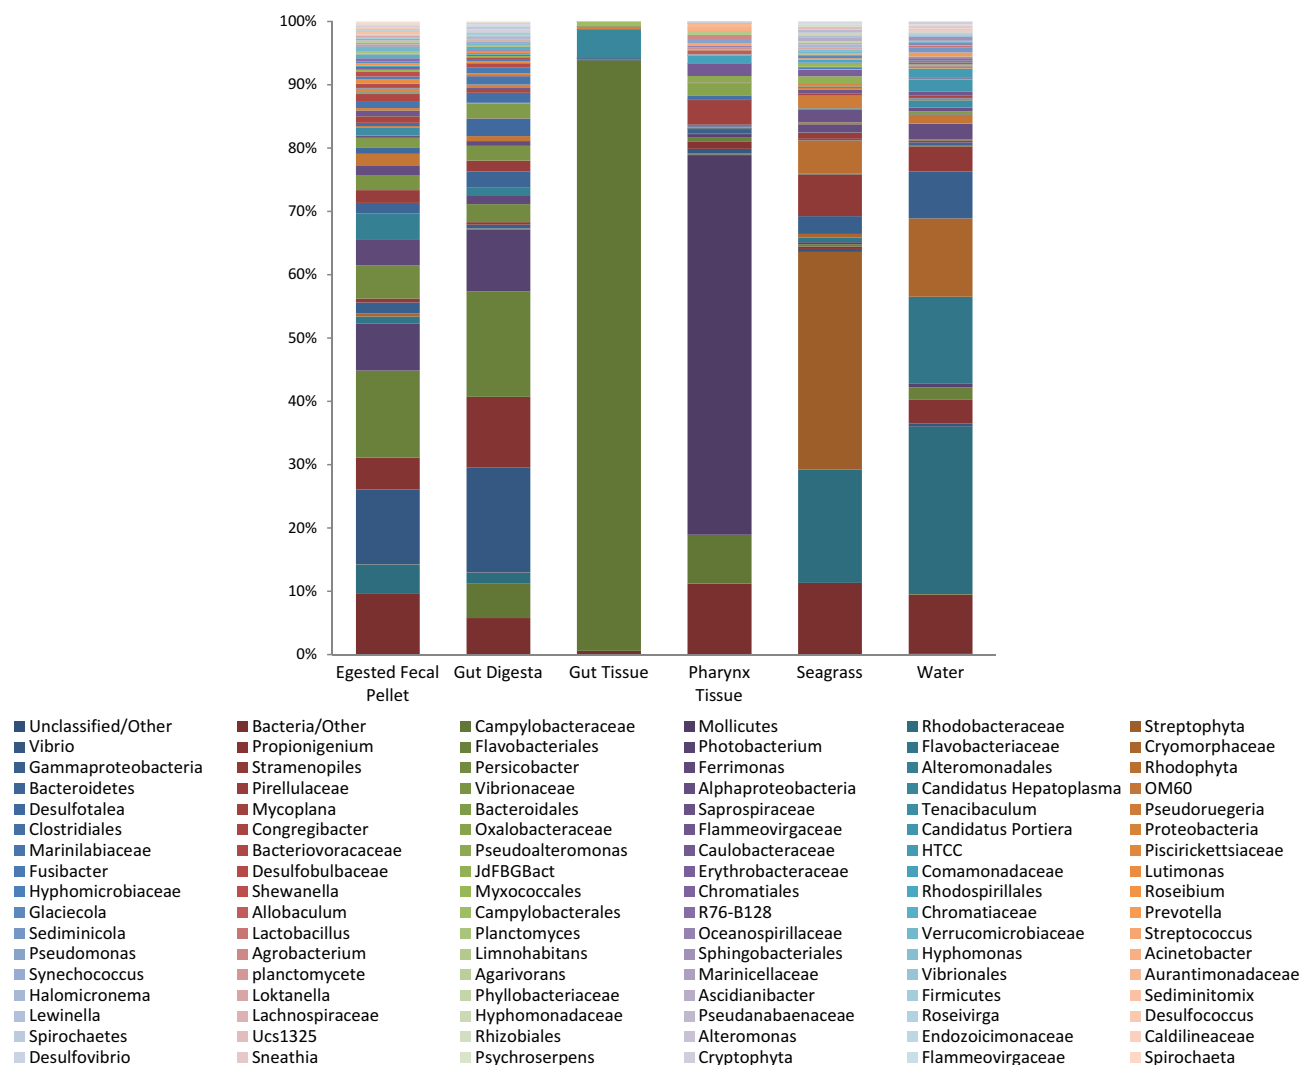 100%
90%
80%
70%
60%
50%
40%
30%
20%
10%
0%
Egested Fecal Pellet Gut Digesta Gut Tissue Pharynx Tissue Seagrass Water
Unclassified/Other Bacteria/Other Campylobacteraceae Mollicutes Rhodobacteraceae Streptophyta
Vibrio Propionigenium Flavobacteriales Photobacterium Flavobacteriaceae Cryomorphaceae
Gammaproteobacteria Stramenopiles Persicobacter Ferrimonas Alteromonadales Rhodophyta
Bacteroidetes Pirellulaceae Vibrionaceae Alphaproteobacteria Candidatus Hepatoplasma OM60
Desulfotalea Mycoplana Bacteroidales Saprospiraceae Tenacibaculum Pseudoruegeria
Clostridiales Congregibacter Oxalobacteraceae Flammeovirgaceae Candidatus Portiera Proteobacteria
Marinilabiaceae Bacteriovoracaceae Pseudoalteromonas Caulobacteraceae HTCC Piscirickettsiaceae
Fusibacter Desulfobulbaceae JdFBGBact Erythrobacteraceae Comamonadaceae Lutimonas
Hyphomicrobiaceae Shewanella Myxococcales Chromatiales Rhodospirillales Roseibium
Glaciecola Allobaculum Campylobacterales R76-B128 Chromatiaceae Prevotella
Sediminicola Lactobacillus Planctomyces Oceanospirillaceae Verrucomicrobiaceae Streptococcus
Pseudomonas Agrobacterium Limnohabitans Sphingobacteriales Hyphomonas Acinetobacter
Synechococcus planctomycete Agarivorans Marinicellaceae Vibrionales Aurantimonadaceae
Halomicronema Loktanella Phyllobacteriaceae Ascidianibacter Firmicutes Sediminitomix
Lewinella Lachnospiraceae Hyphomonadaceae Pseudanabaenaceae Roseivirga Desulfococcus
Spirochaetes Ucs1325 Rhizobiales Alteromonas Endozoicimonaceae Caldilineaceae
Desulfovibrio Sneathia Psychroserpens Cryptophyta Flammeovirgaceae Spirochaeta